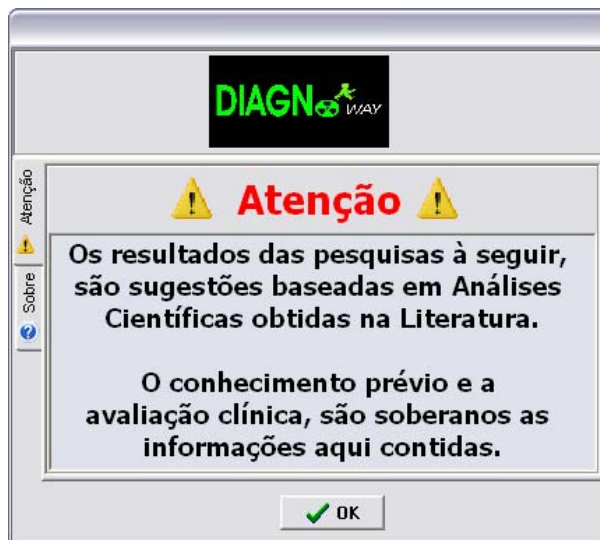 DIAGN WAY
Atenção
Sobre
Atenção
Os resultados das pesquisas à seguir,
são sugestões baseadas em Análises
Científicas obtidas na Literatura.
O conhecimento prévio e a
avaliação clínica, são soberanos as
informações aqui contidas.
OK